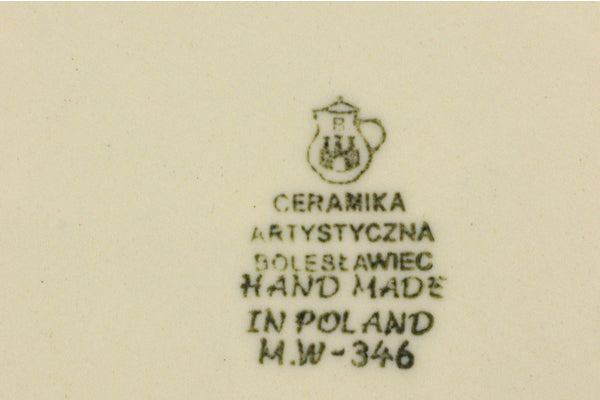 B
CERAMIKA
ARTYSTYCZNA
BOLESŁAWIEC
HAND MADE
IN POLAND
M.W-346